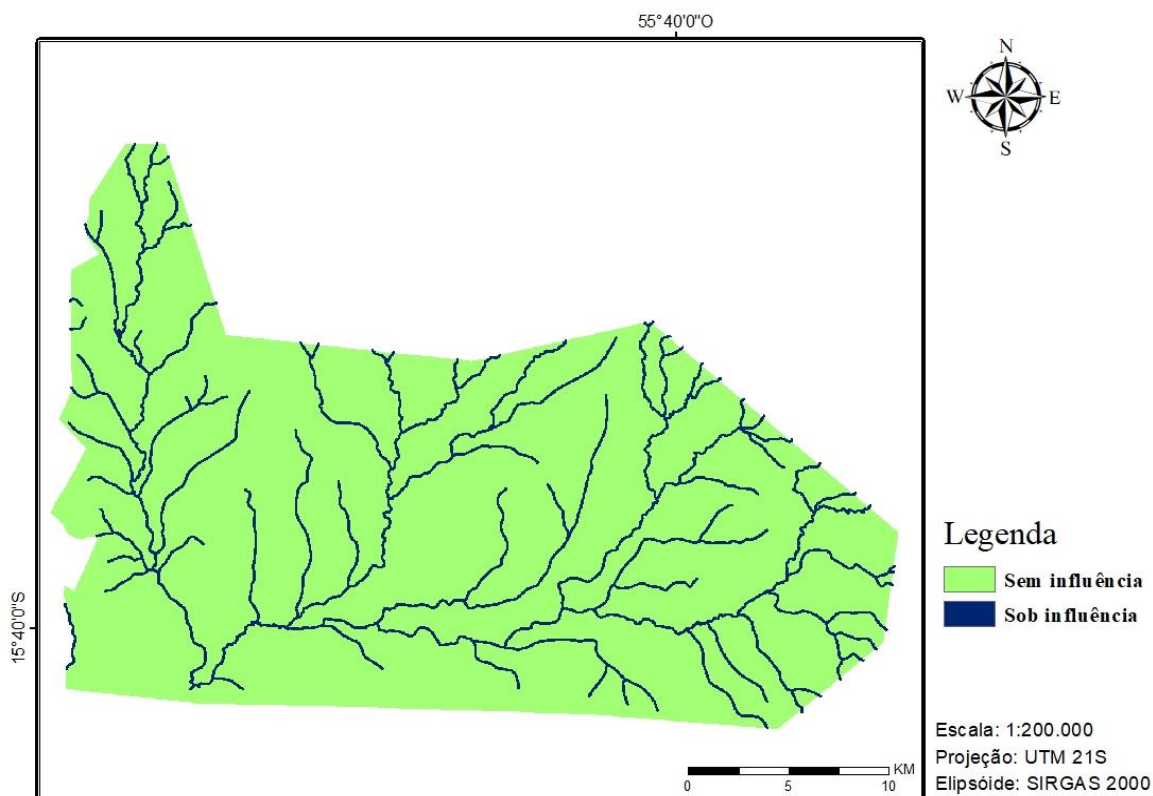 55°40'0"O
N
W E
S
15°40'0"S
Legenda
Sem influência
Sob influência
Escala: 1:200.000
Projeção: UTM 21S
Elipsóide: SIRGAS 2000
KM
0 5 10